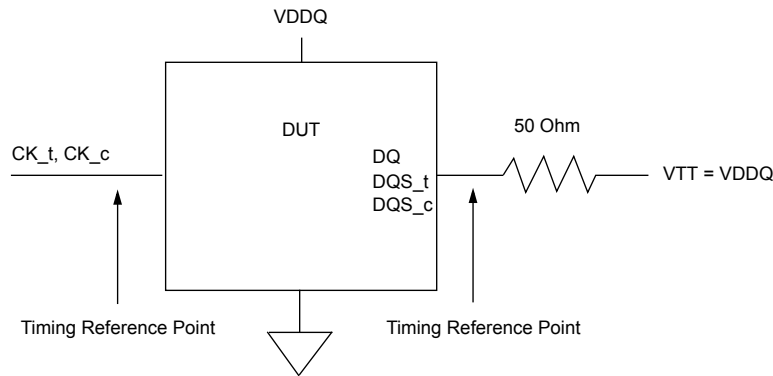 VDDQ
DUT
50 Ohm
CK_t, CK_c
DQ
DQS_t
DQS_c
VTT = VDDQ
Timing Reference Point
Timing Reference Point